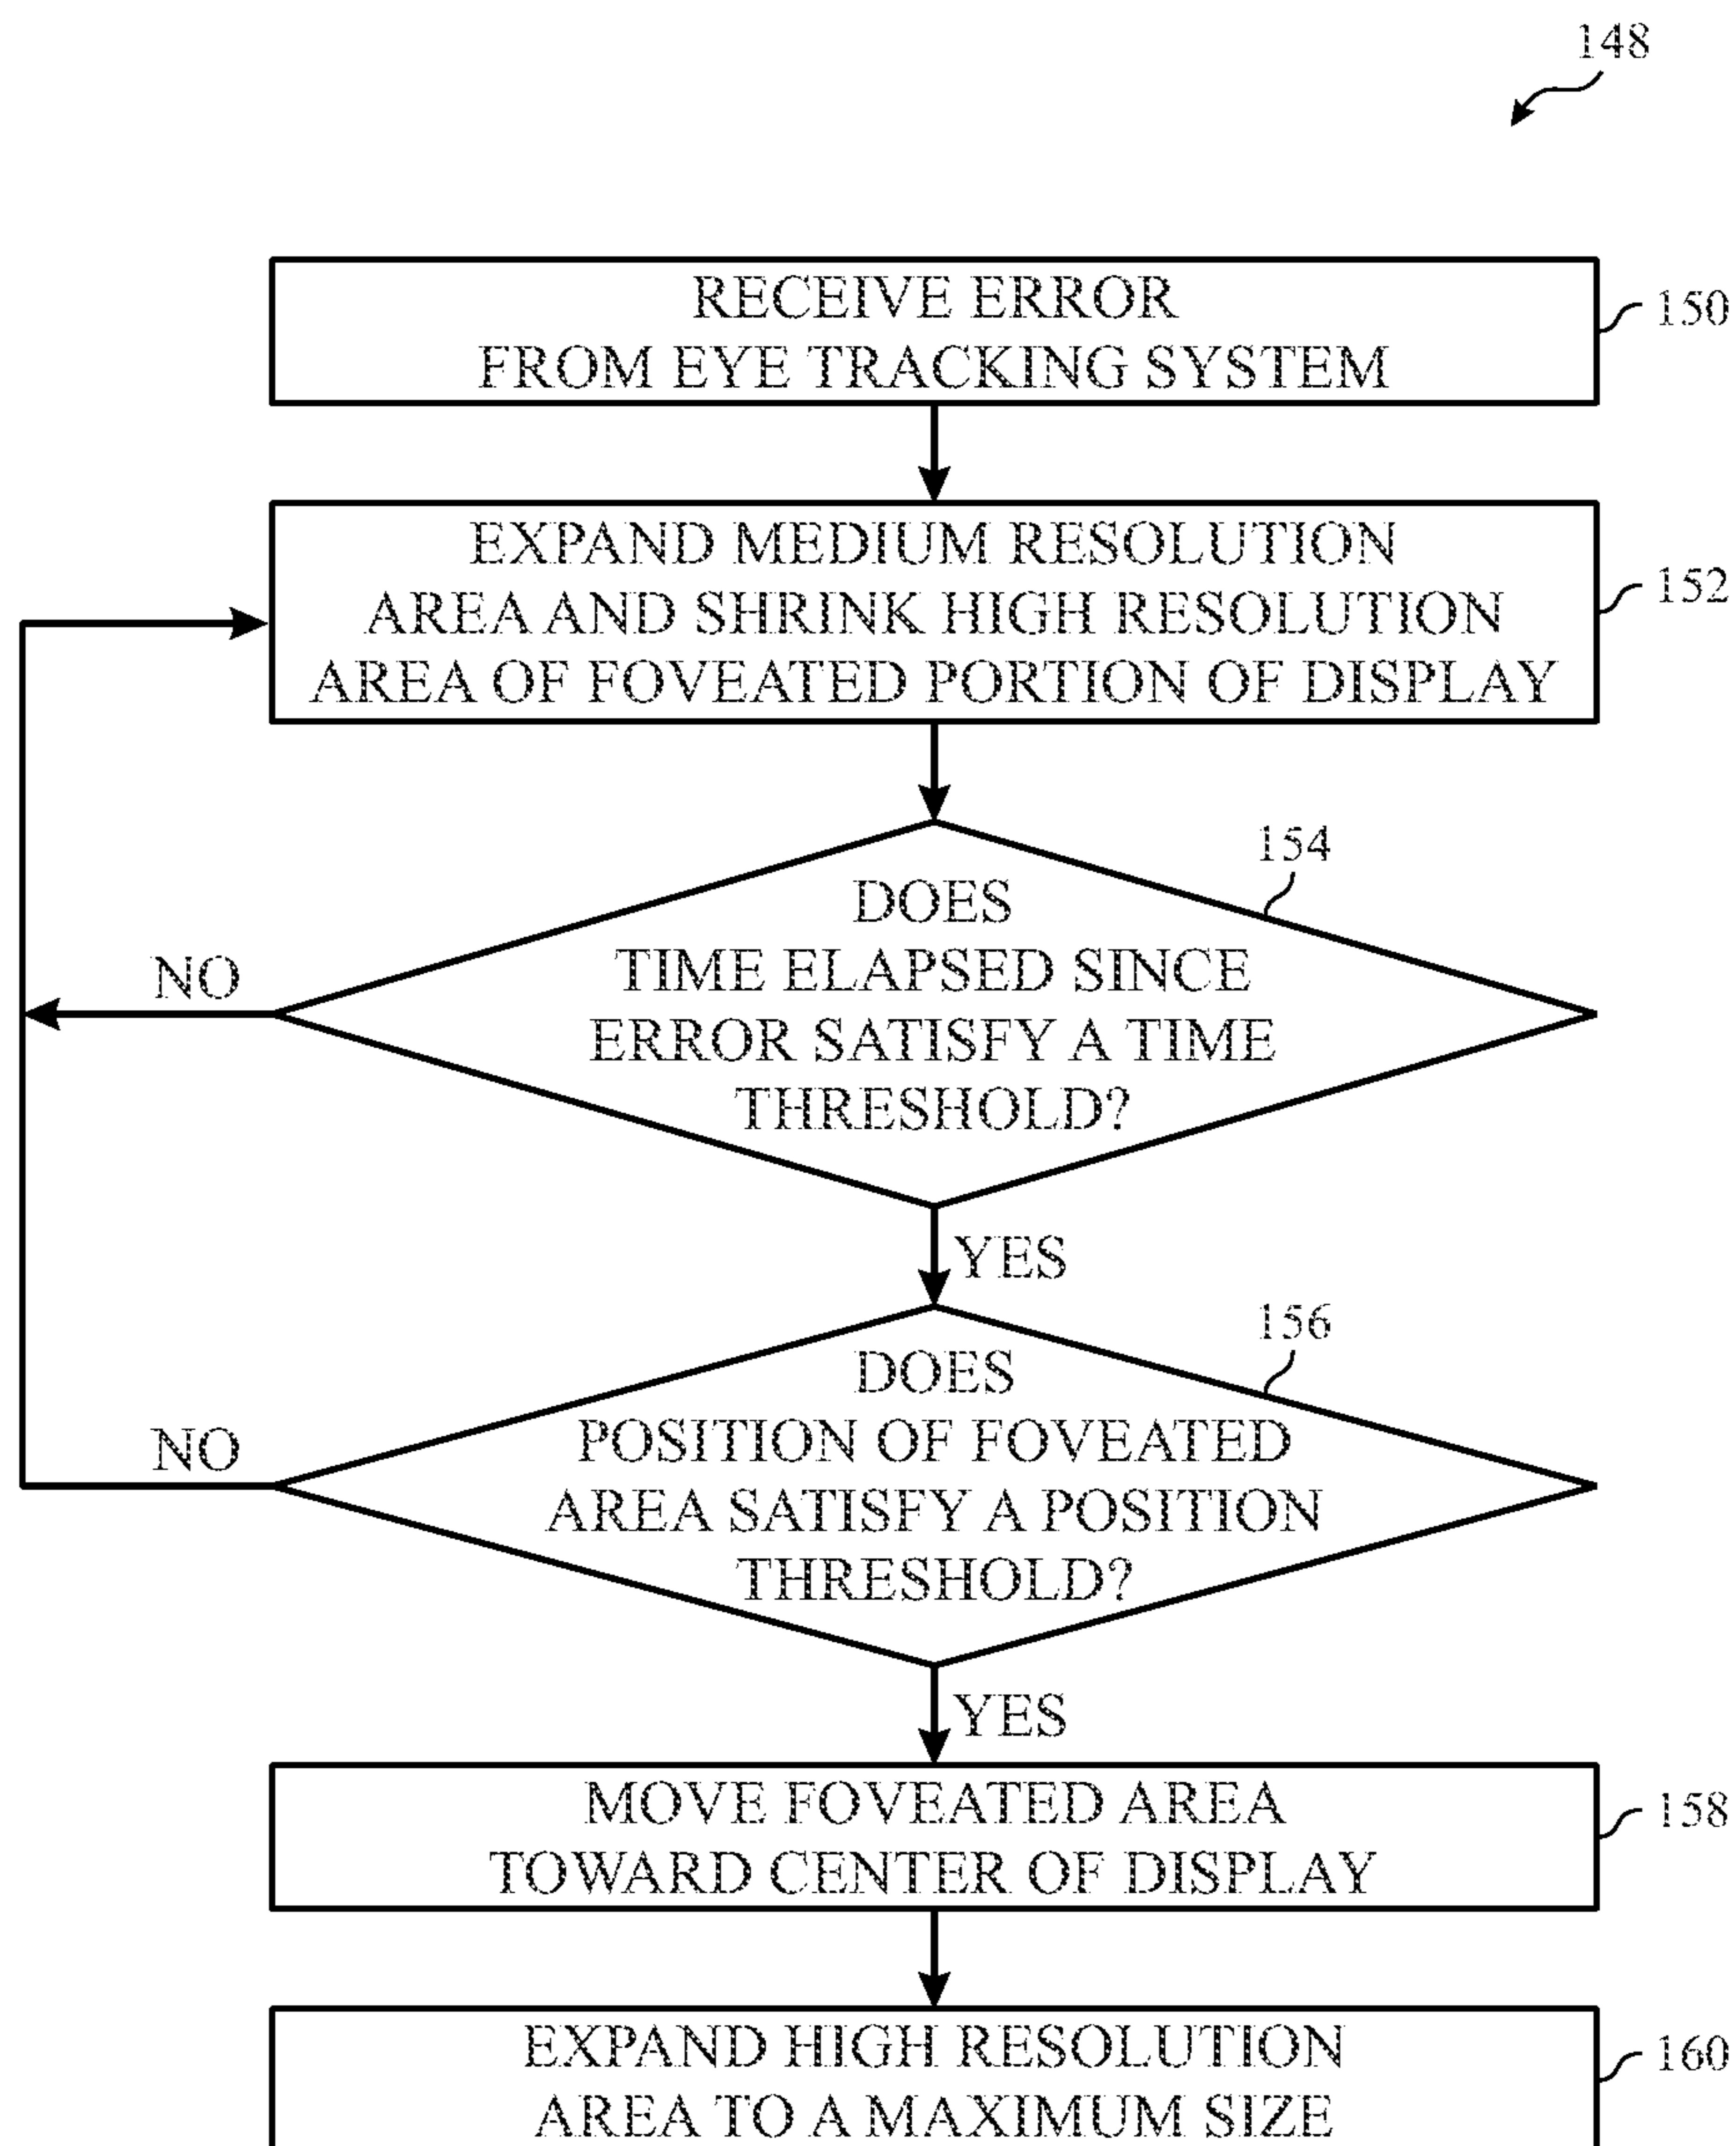 148
RECEIVE ERROR
FROM EYE TRACKING SYSTEM
150
EXPAND MEDIUM RESOLUTION
AREA AND SHRINK HIGH RESOLUTION
AREA OF FOVEATED PORTION OF DISPLAY
152
154
DOES
TIME ELAPSED SINCE
ERROR SATISFY A TIME
THRESHOLD?
NO
YES
156
DOES
POSITION OF FOVEATED
AREA SATISFY A POSITION
THRESHOLD?
NO
YES
MOVE FOVEATED AREA
TOWARD CENTER OF DISPLAY
158
EXPAND HIGH RESOLUTION
AREA TO A MAXIMUM SIZE
160